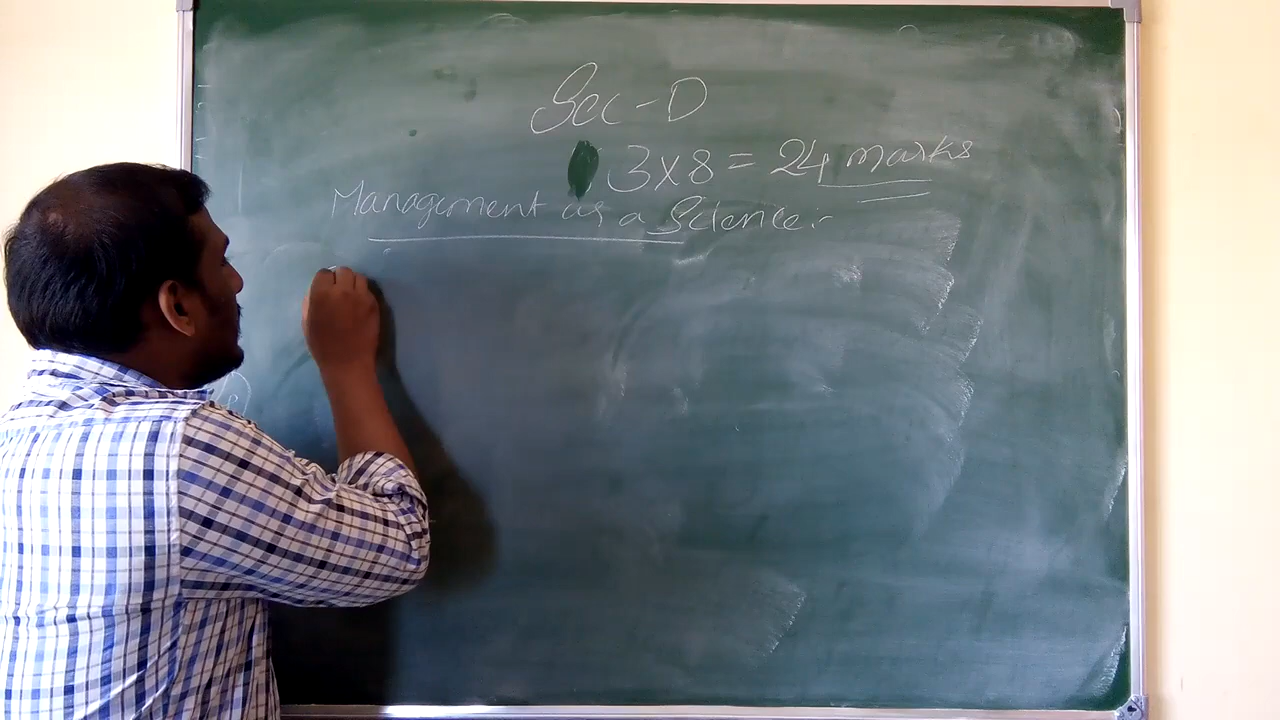 Sec-D
3x8 = 24 marks
Management as a Science:-